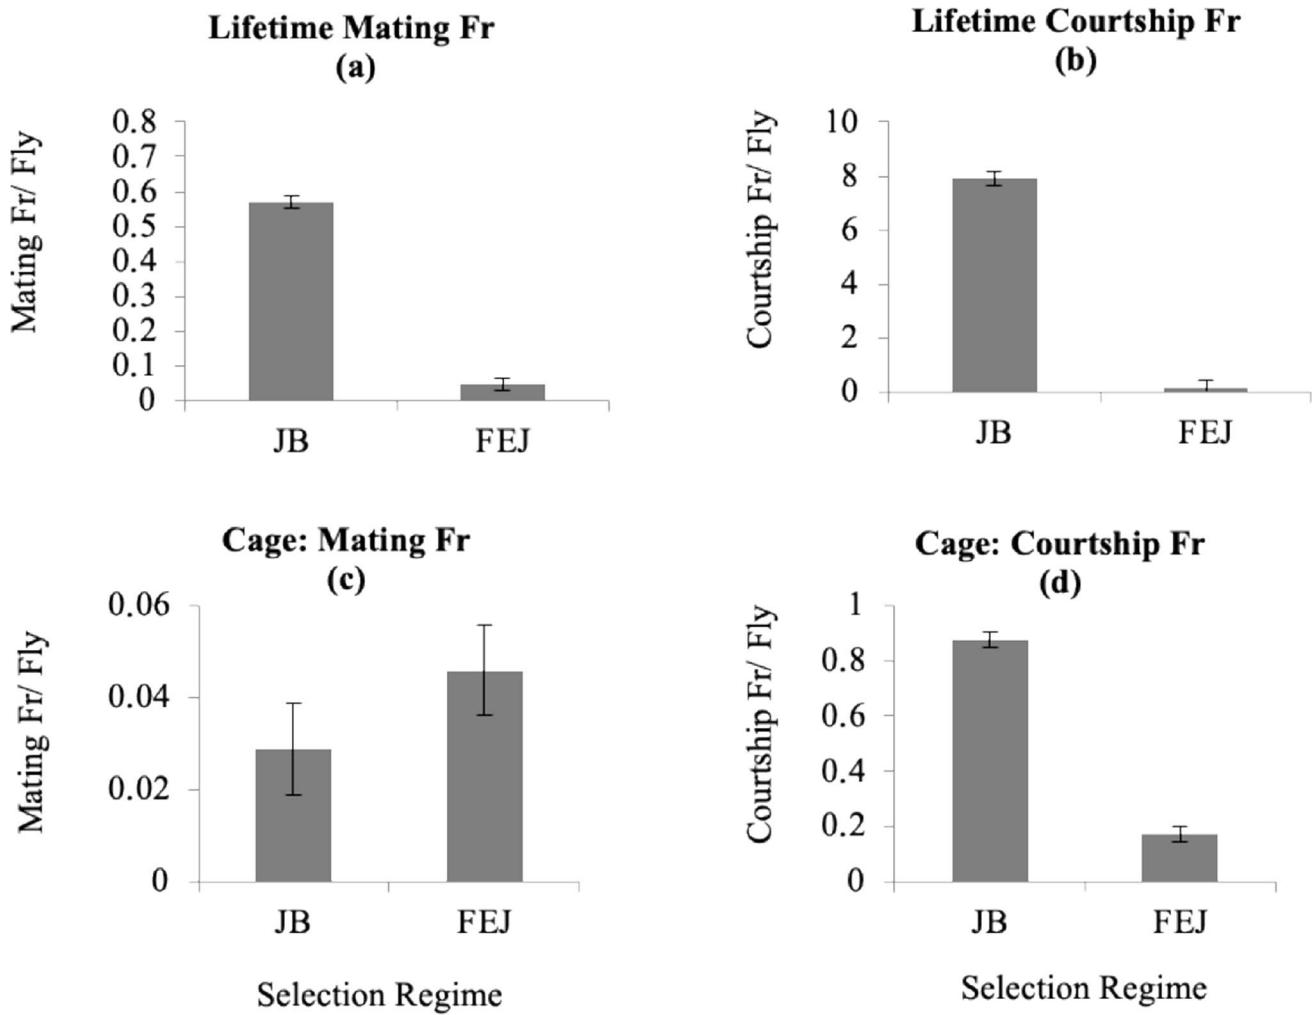 Lifetime Mating Fr
(a)
Mating Fr/ Fly
0.8
0.7
0.6
0.5
0.4
0.3
0.2
0.1
0
JB
FEJ
Lifetime Courtship Fr
(b)
Courtship Fr/ Fly
10
8
6
4
2
0
JB
FEJ
Cage: Mating Fr
(c)
Mating Fr/ Fly
0.06
0.04
0.02
0
JB
FEJ
Selection Regime
Cage: Courtship Fr
(d)
Courtship Fr/ Fly
1
0.8
0.6
0.4
0.2
0
JB
FEJ
Selection Regime